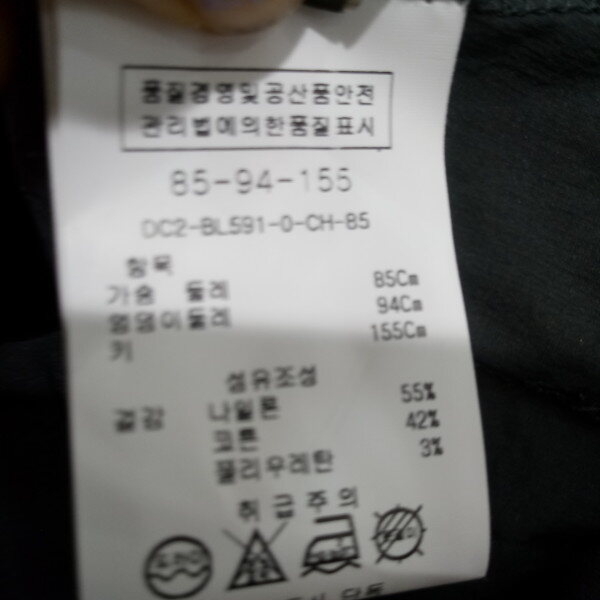 품질경영및공산품안전
관리법에의한품질표시
85-94-155
DC2-BL591-0-CH-85
항목
가슴 둘레 85Cm
엉덩이둘레 94Cm
키 155Cm
섬유조성
겉감 나일론 55%
모튼 42%
폴리우레탄 3%
취급주의